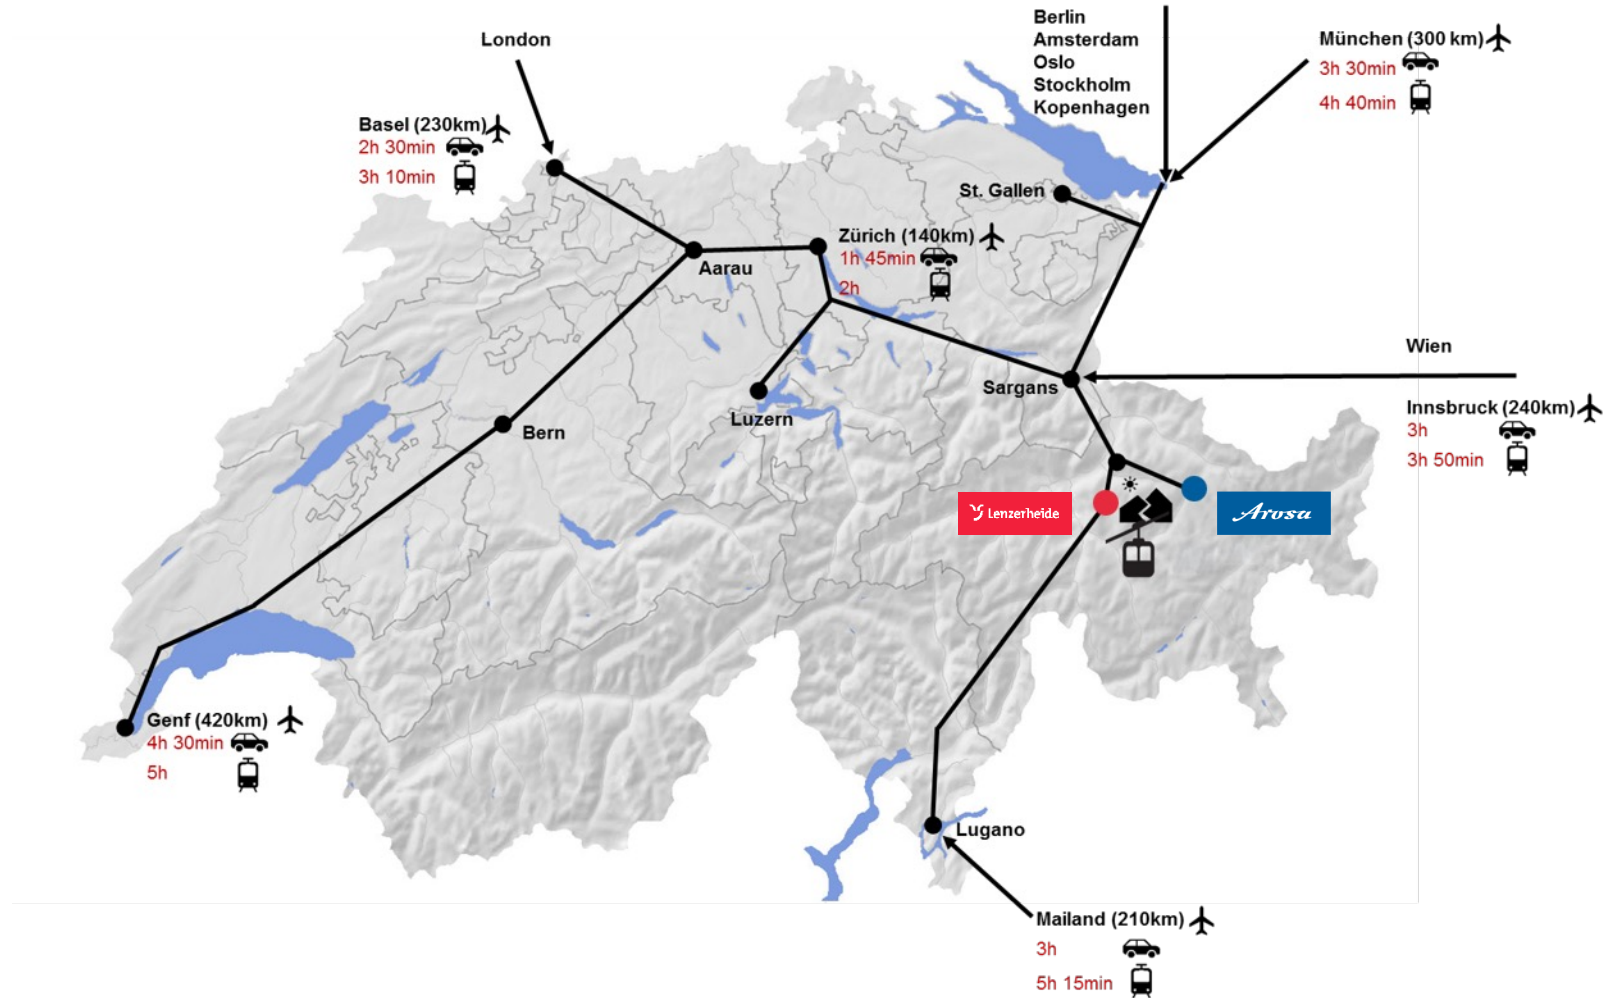 London
Berlin
Amsterdam
Oslo
Stockholm
Kopenhagen
München (300 km)
3h 30min
4h 40min
Basel (230km)
2h 30min
3h 10min
St. Gallen
Zürich (140km)
1h 45min
2h
Aarau
Wien
Sargans
Innsbruck (240km)
3h
3h 50min
Luzern
Bern
Lenzerheide
Arosa
Genf (420km)
4h 30min
5h
Lugano
Mailand (210km)
3h
5h 15min